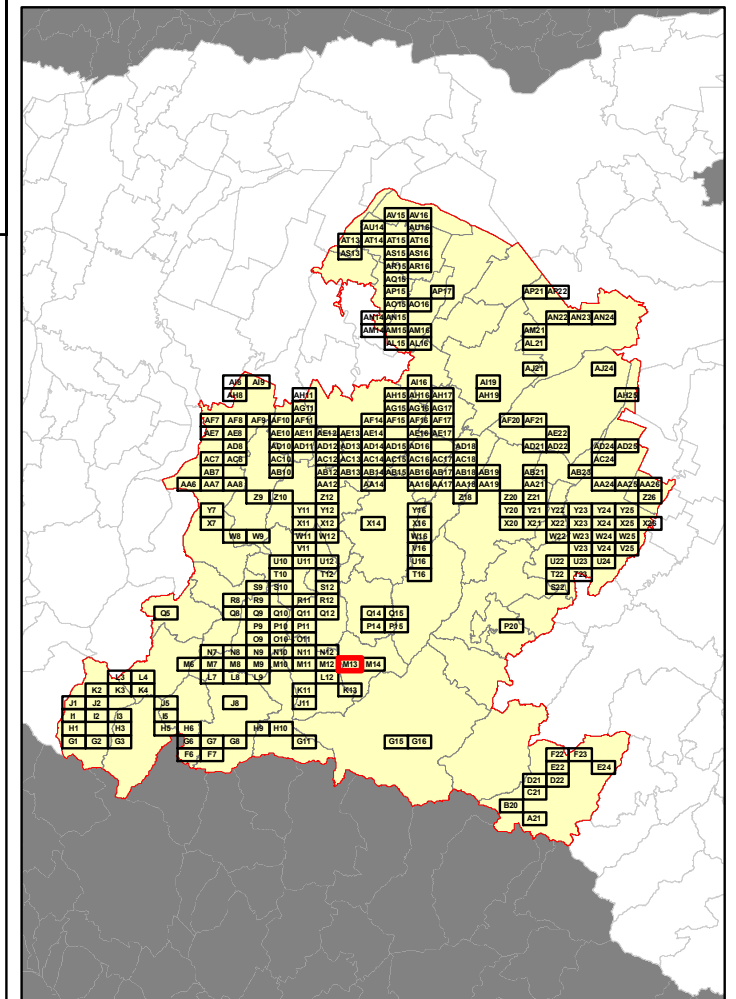 AV15 AV16
AU14 AU16
AT13 AT14 AT15 AT16
AS13 AS15 AS16
AR15 AR16
AQ15
AP15 AP17 AP21 AP22
AO15 AO16
AN14 AN15 AN22 AN23 AN24
AM14 AM15 AM16 AM21
AL15 AL16 AL21
AJ21 AJ24
AI8 AI9 AI16 AI19
AH8 AH11 AH15 AH16 AH17 AH19 AH25
AG11 AG15 AG16 AG17
AF7 AF8 AF9 AF10 AF11 AF14 AF15 AF16 AF17 AF20 AF21
AE7 AE8 AE10 AE11 AE12 AE13 AE14 AE16 AE17 AE22
AD8 AD10 AD11 AD12 AD13 AD14 AD15 AD16 AD18 AD21 AD22 AD24 AD25
AC7 AC8 AC10 AC12 AC13 AC14 AC15 AC16 AC17 AC18 AC24
AB7 AB10 AB12 AB13 AB14 AB15 AB16 AB17 AB18 AB19 AB21 AB23
AA6 AA7 AA8 AA12 AA14 AA16 AA17 AA18 AA19 AA21 AA24 AA25 AA26
Z9 Z10 Z12 Z18 Z20 Z21 Z26
Y7 Y11 Y12 Y16 Y20 Y21 Y22 Y23 Y24 Y25
X7 X11 X12 X14 X16 X20 X21 X22 X23 X24 X25 X26
W8 W9 W11 W12 W16 W22 W23 W24 W25
V11 V16 V23 V24 V25
U10 U11 U12 U16 U22 U23 U24
T10 T12 T16 T22 T23
S9 S10 S12 S22
R8 R9 R11 R12
Q5 Q8 Q9 Q10 Q11 Q12 Q14 Q15
P9 P10 P11 P14 P15 P20
O9 O10 O11
N7 N8 N9 N10 N11 N12
M6 M7 M8 M9 M10 M11 M12 M13 M14
L3 L4 L7 L8 L9 L12
K2 K3 K4 K11 K13
J1 J2 J5 J8 J11
I1 I2 I3 I5
H1 H3 H5 H6 H9 H10
G1 G2 G3 G6 G7 G8 G11 G15 G16
F6 F7 F22 F23
E22 E24
D21 D22
C21
B20
A21